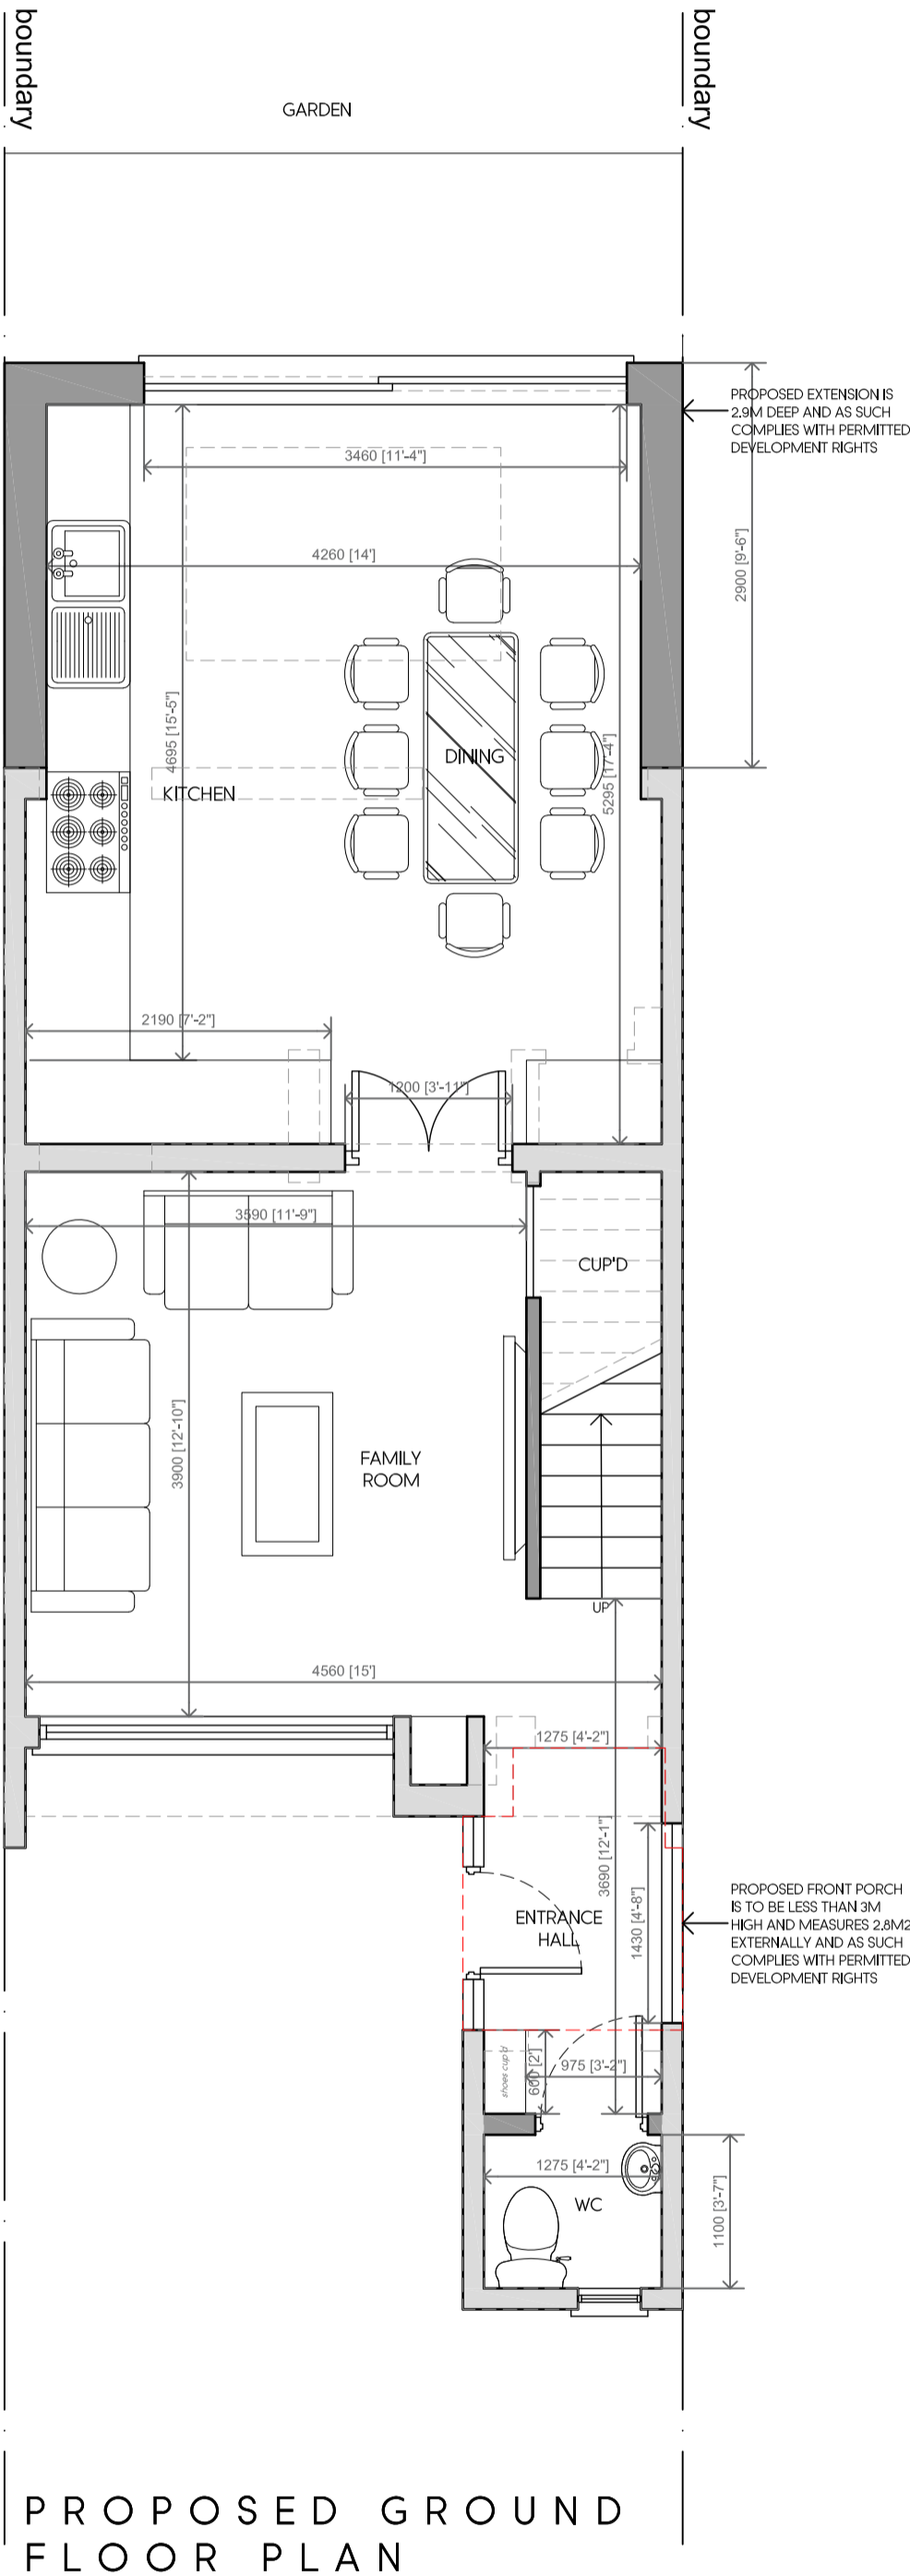 boundary
boundary
GARDEN
PROPOSED EXTENSION IS
2.9M DEEP AND AS SUCH
COMPLIES WITH PERMITTED
DEVELOPMENT RIGHTS
3460 [11'-4"]
4260 [14']
2900 [9'-6"]
4695 [15'-5"]
DINING
5295 [17'-4"]
KITCHEN
2190 [7'-2"]
1200 [3'-11"]
3590 [11'-9"]
CUP'D
3900 [12'-10"]
FAMILY
ROOM
UP
4560 [15']
1275 [4'-2"]
3690 [12'-1"]
1430 [4'-8"]
ENTRANCE
HALL
PROPOSED FRONT PORCH
IS TO BE LESS THAN 3M
HIGH AND MEASURES 2.8M2
EXTERNALLY AND AS SUCH
COMPLIES WITH PERMITTED
DEVELOPMENT RIGHTS
shoes cup'd
600 [2']
975 [3'-2"]
1275 [4'-2"]
WC
1100 [3'-7"]
PROPOSED GROUND
FLOOR PLAN